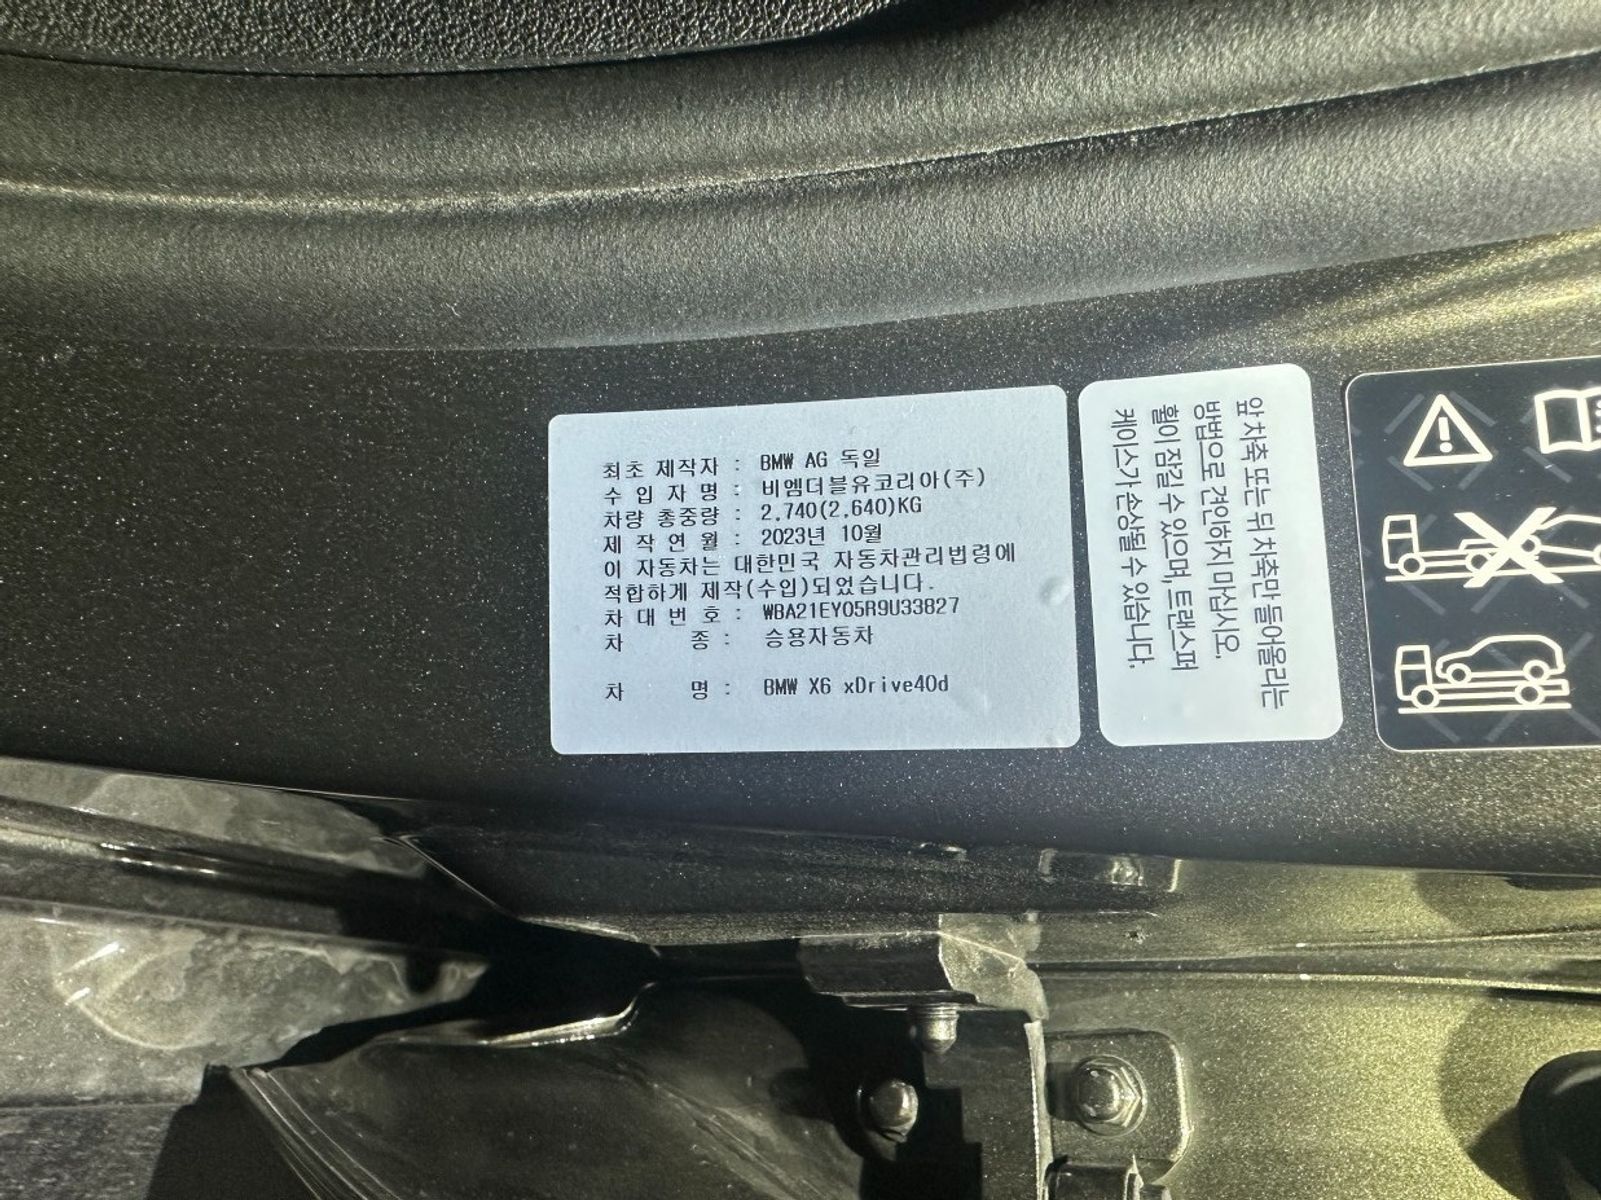 최초 제작자 : BMW AG 독일
수 입 자 명 : 비엠더블유코리아(주)
차량 총중량 : 2.740(2.640)KG
제 작 연 월 : 2023년 10월
이 자동차는 대한민국 자동차관리법령에
적합하게 제작(수입)되었습니다.
차 대 번 호 : WBA21EY05R9U33827
차 종 : 승용자동차
차 명 : BMW X6 xDrive40d
앞 차축 또는 뒤 차축만 들어올리는
방법으로 견인하지 마십시오.
휠이 잠길 수 있으며, 트랜스퍼
케이스가 손상될 수 있습니다.